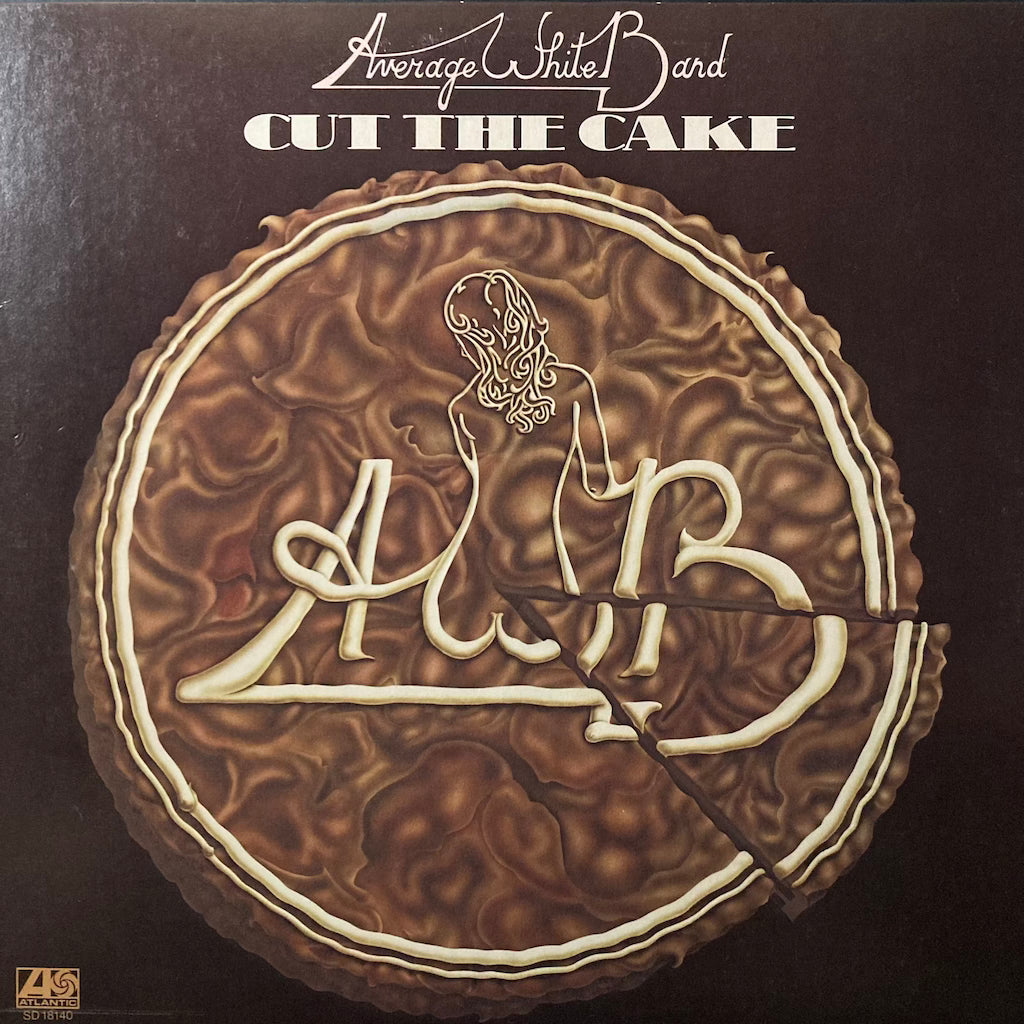 Average White Band
CUT THE CAKE
AWB
ATLANTIC
SD 18140